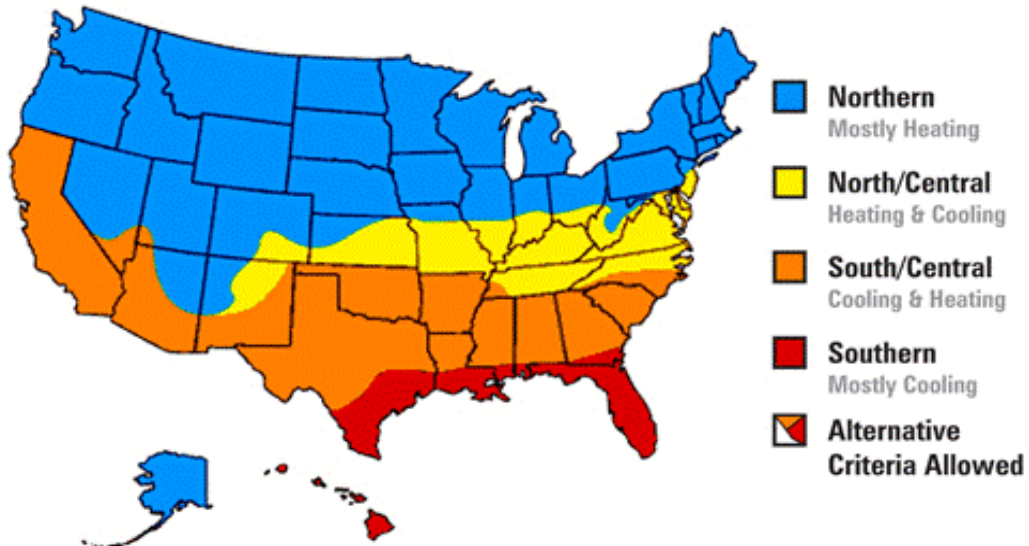 Northern
Mostly Heating
North/Central
Heating & Cooling
South/Central
Cooling & Heating
Southern
Mostly Cooling
Alternative
Criteria Allowed